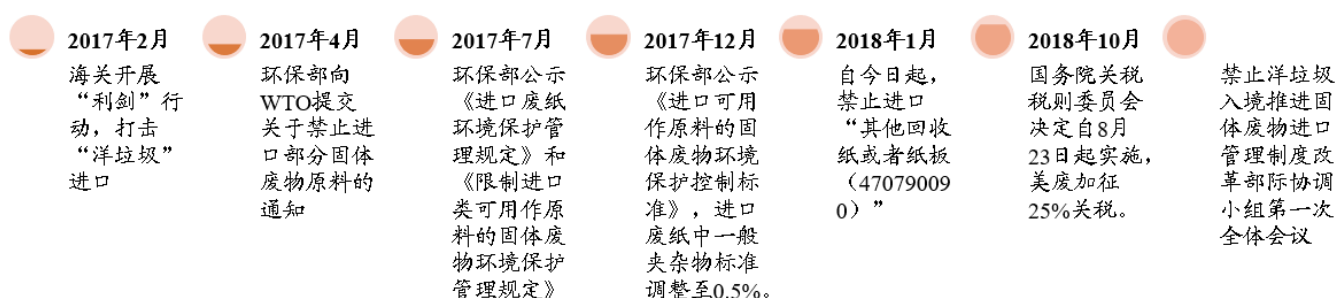 2017年2月
海关开展
“利剑”行
动，打击
“洋垃圾”
进口
2017年4月
环保部向
WTO提交
关于禁止进
口部分固体
废物原料的
通知
2017年7月
环保部公示
《进口废纸
环境保护管
理规定》和
《限制进口
类可用作原
料的固体废
物环境保护
管理规定》
2017年12月
环保部公示
《进口可用
作原料的固
体废物环境
保护控制标
准》，进口
废纸中一般
夹杂物标准
调整至0.5%。
2018年1月
自今日起，
禁止进口
“其他回收
纸或者纸板
（47079009
0）”
2018年10月
国务院关税
税则委员会
决定自8月
23日起实施，
美废加征
25%关税。
禁止洋垃圾
入境推进固
体废物进口
管理制度改
革部际协调
小组第一次
全体会议